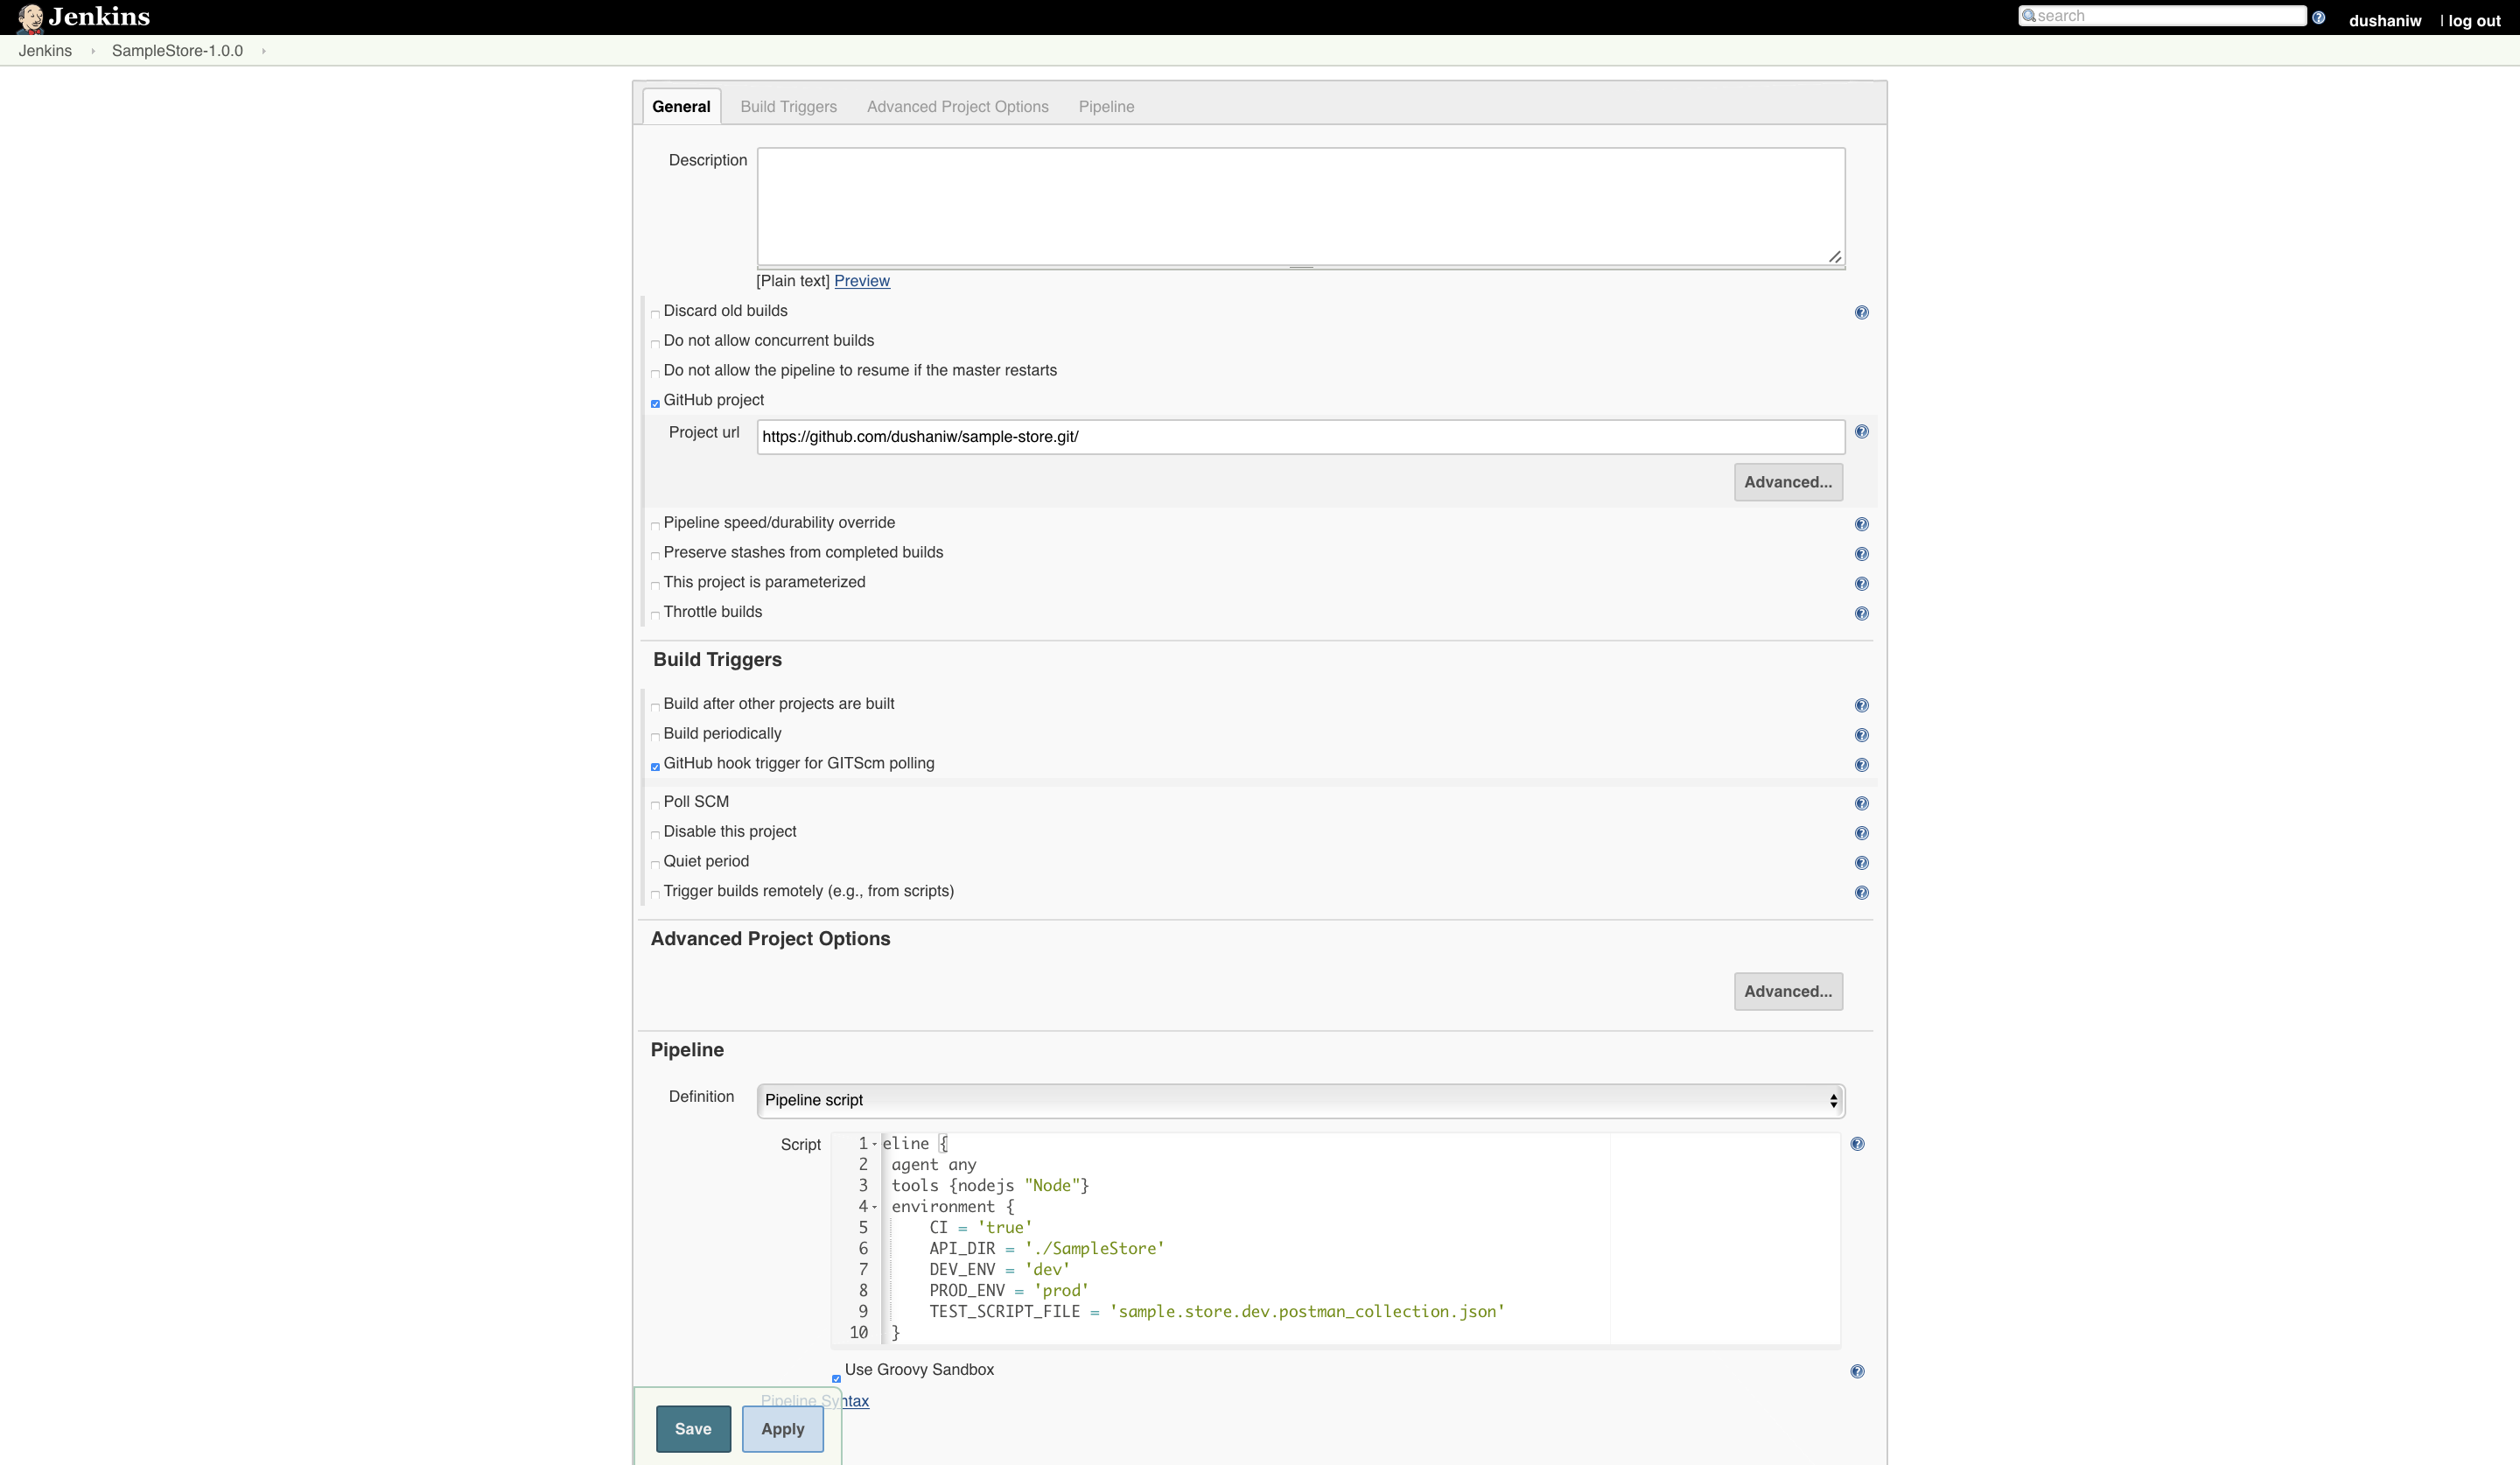 Jenkins
search
dushaniw
| log out
Jenkins
SampleStore-1.0.0
General
Build Triggers
Advanced Project Options
Pipeline
Description
[Plain text] Preview
Discard old builds
Do not allow concurrent builds
Do not allow the pipeline to resume if the master restarts
GitHub project
Project url
https://github.com/dushaniw/sample-store.git/
Advanced...
Pipeline speed/durability override
Preserve stashes from completed builds
This project is parameterized
Throttle builds
Build Triggers
Build after other projects are built
Build periodically
GitHub hook trigger for GITScm polling
Poll SCM
Disable this project
Quiet period
Trigger builds remotely (e.g., from scripts)
Advanced Project Options
Advanced...
Pipeline
Definition
Pipeline script
Script
1 eline {
2 agent any
3 tools {nodejs "Node"}
4 environment {
5 CI = 'true'
6 API_DIR = './SampleStore'
7 DEV_ENV = 'dev'
8 PROD_ENV = 'prod'
9 TEST_SCRIPT_FILE = 'sample.store.dev.postman_collection.json'
10 }
Use Groovy Sandbox
Pipeline Syntax
Save
Apply